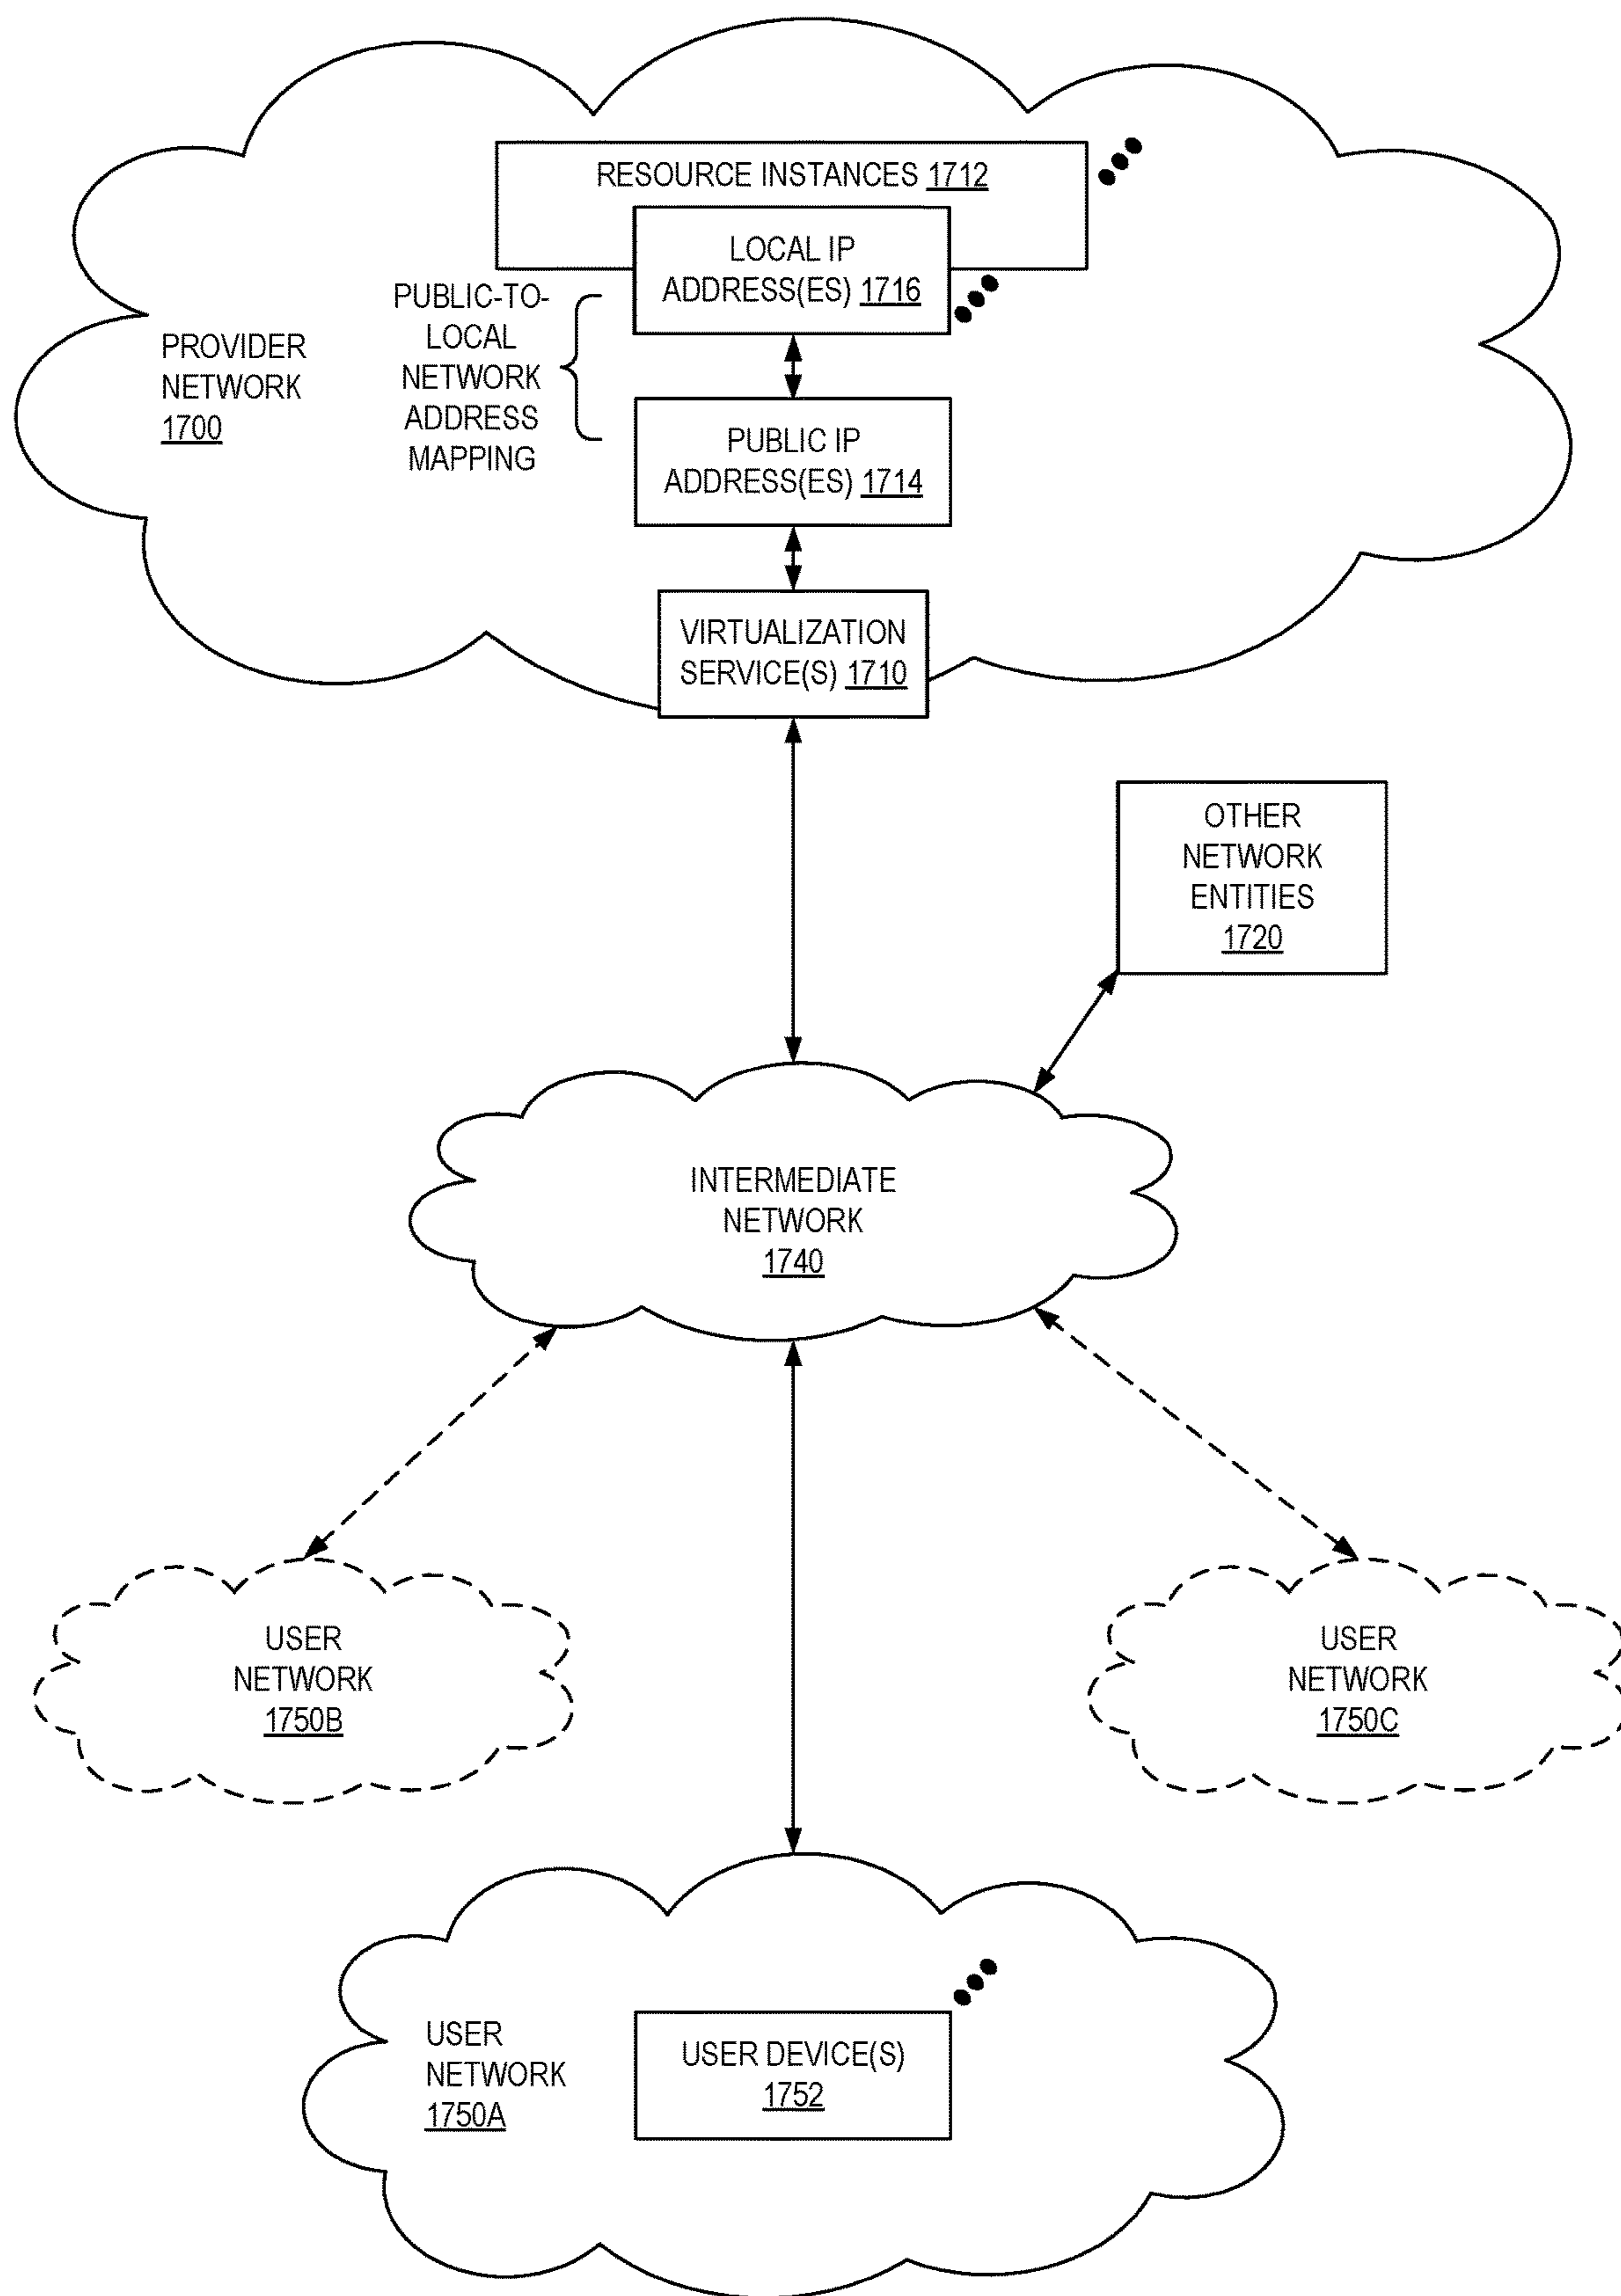 RESOURCE INSTANCES 1712
LOCAL IP
ADDRESS(ES) 1716
PUBLIC-TO-
LOCAL
NETWORK
ADDRESS
MAPPING
PROVIDER
NETWORK
1700
PUBLIC IP
ADDRESS(ES) 1714
VIRTUALIZATION
SERVICE(S) 1710
OTHER
NETWORK
ENTITIES
1720
INTERMEDIATE
NETWORK
1740
USER
NETWORK
1750B
USER
NETWORK
1750C
USER
NETWORK
1750A
USER DEVICE(S)
1752